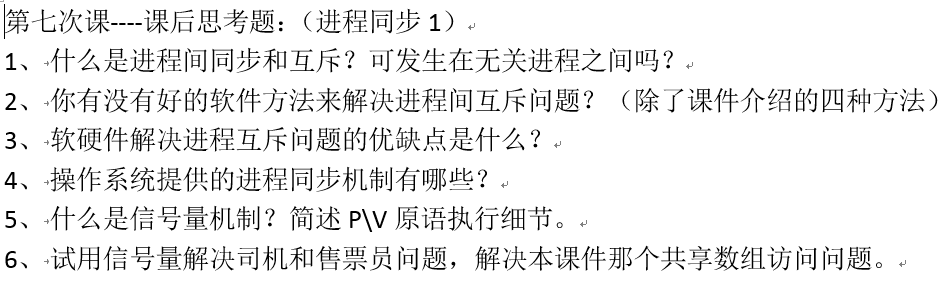 第七次课----课后思考题：（进程同步1）
1、什么是进程间同步和互斥？可发生在无关进程之间吗？
2、你有没有好的软件方法来解决进程间互斥问题？（除了课件介绍的四种方法）
3、软硬件解决进程互斥问题的优缺点是什么？
4、操作系统提供的进程同步机制有哪些？
5、什么是信号量机制？简述P\V原语执行细节。
6、试用信号量解决司机和售票员问题，解决本课件那个共享数组访问问题。